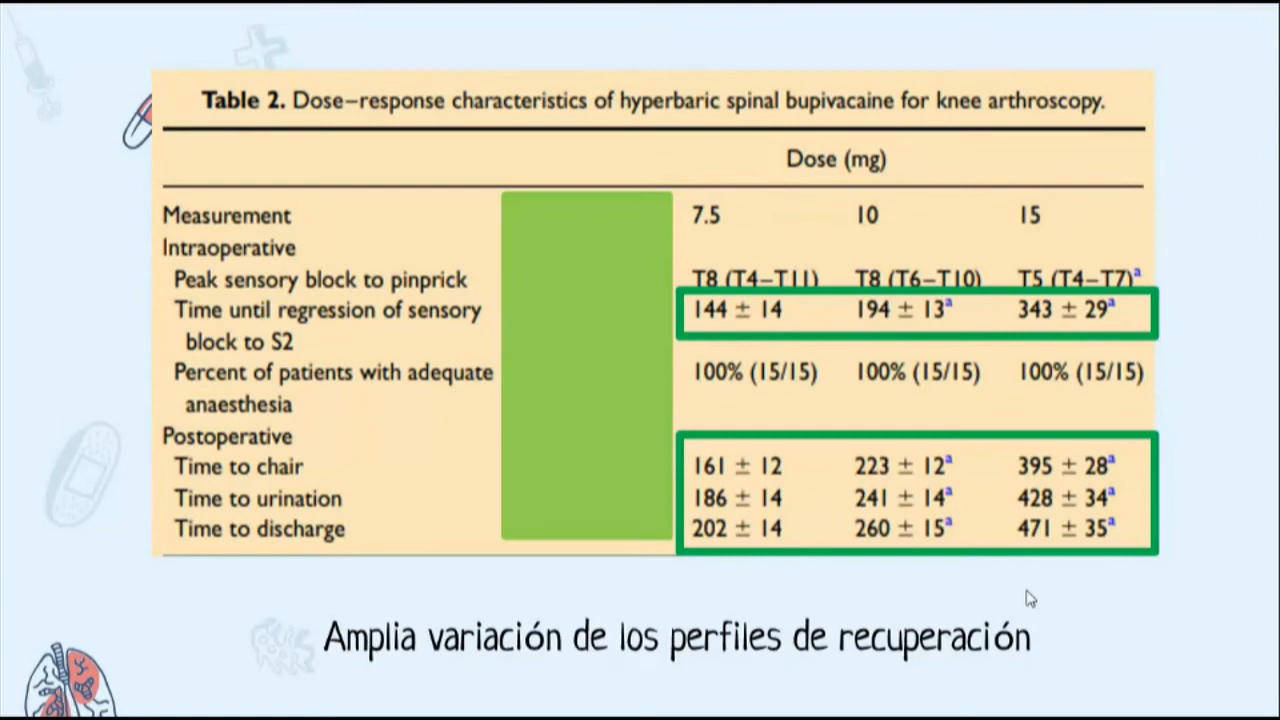 Table 2. Dose–response characteristics of hyperbaric spinal bupivacaine for knee arthroscopy.
Dose (mg)
Measurement 7.5 10 15
Intraoperative
Peak sensory block to pinprick T8 (T4–T11) T8 (T6–T10) T5 (T4–T7)a
Time until regression of sensory 144 ± 14 194 ± 13a 343 ± 29a
block to S2
Percent of patients with adequate 100% (15/15) 100% (15/15) 100% (15/15)
anaesthesia
Postoperative
Time to chair 161 ± 12 223 ± 12a 395 ± 28a
Time to urination 186 ± 14 241 ± 14a 428 ± 34a
Time to discharge 202 ± 14 260 ± 15a 471 ± 35a
Amplia variación de los perfiles de recuperación